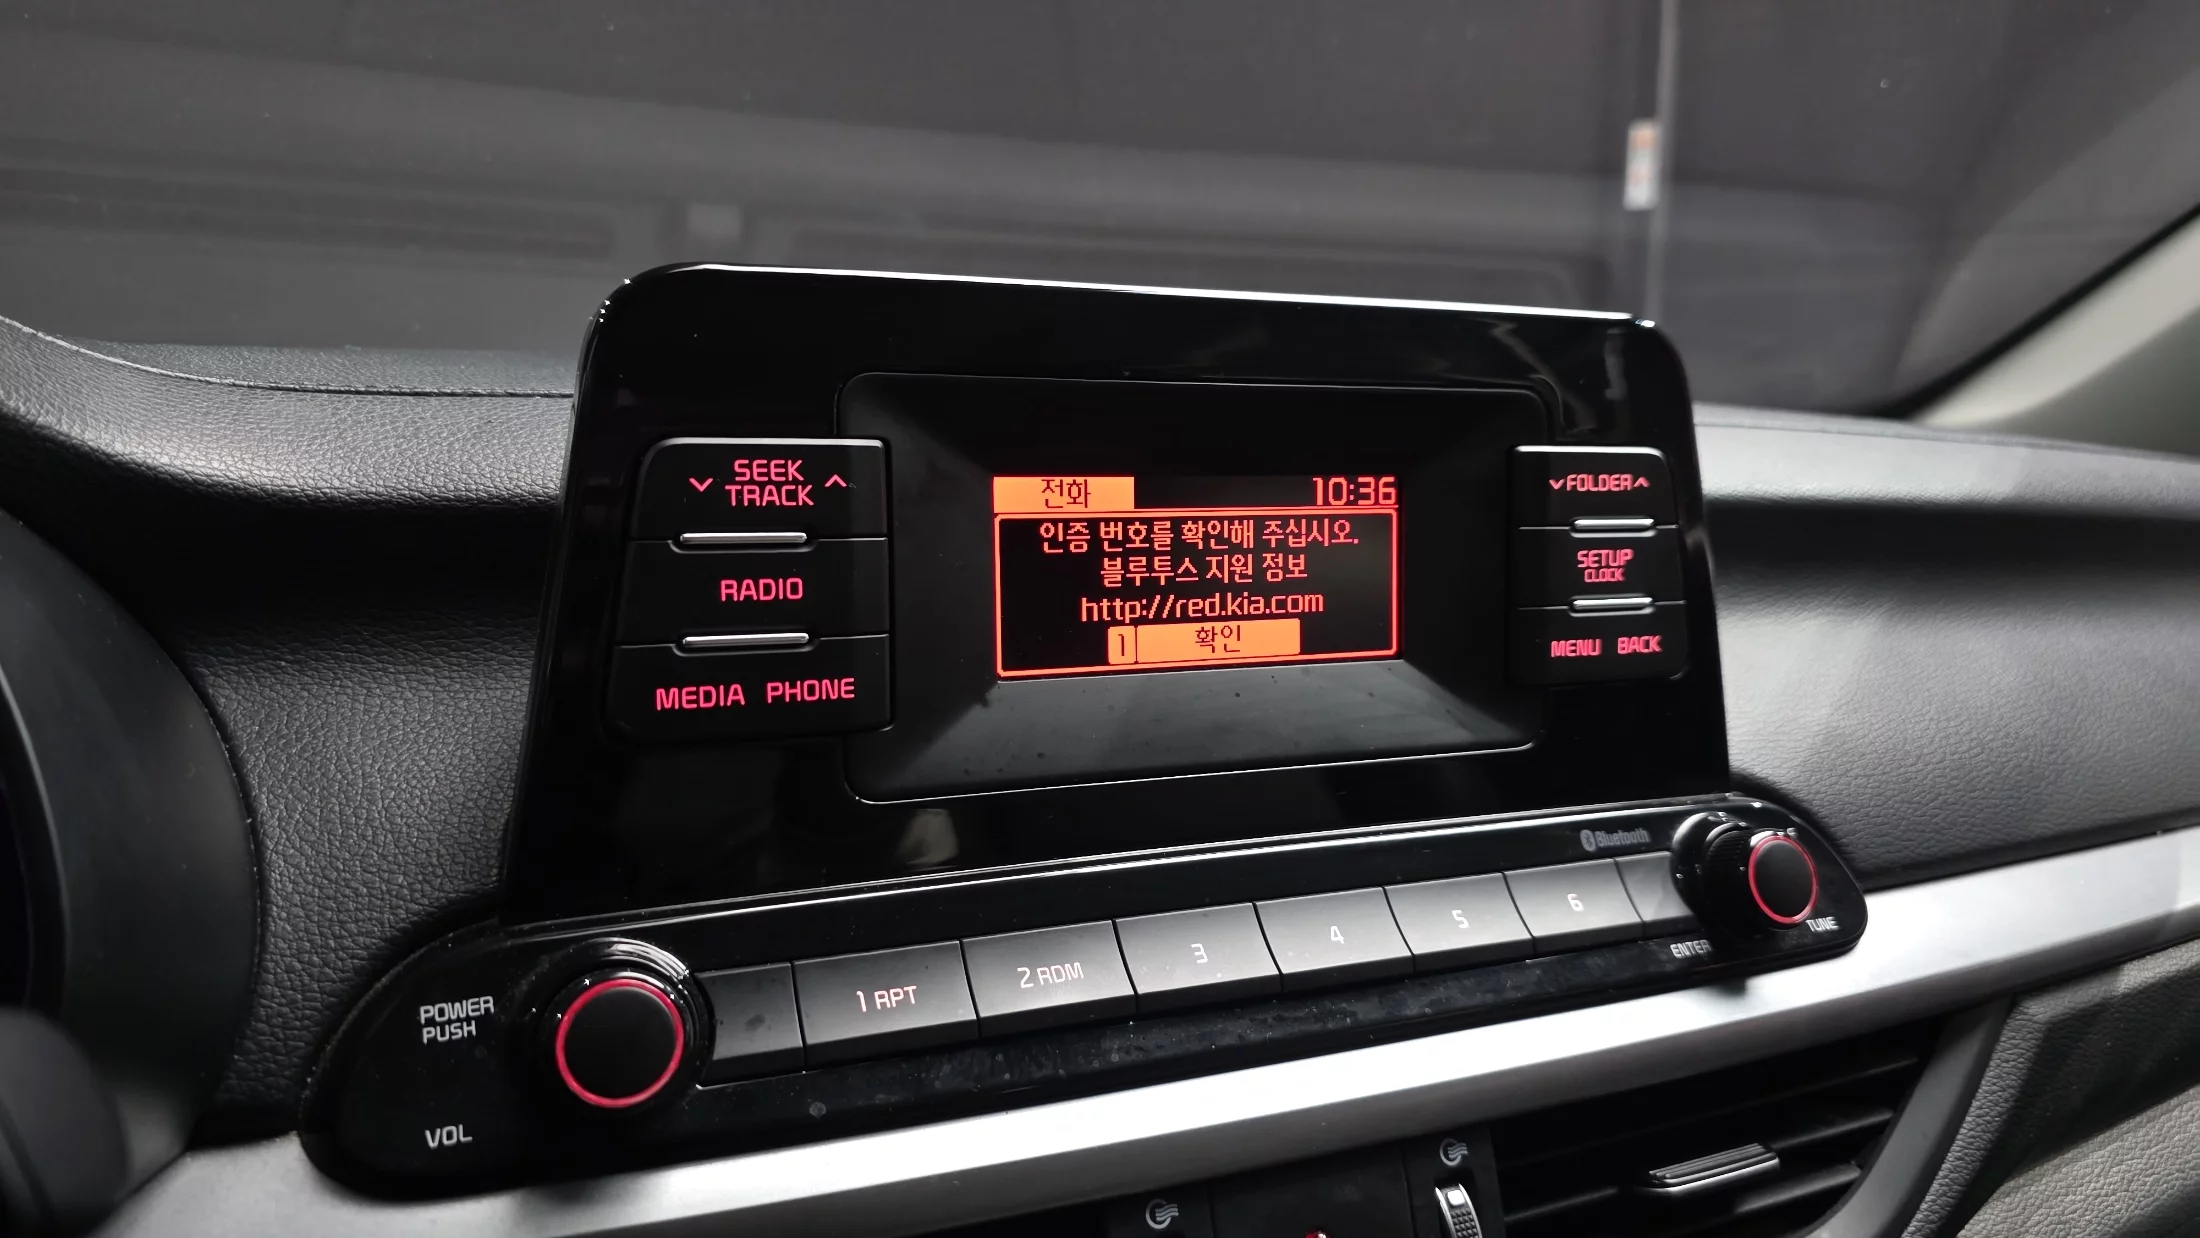 SEEK
TRACK
RADIO
MEDIA PHONE
전화 10:36
인증 번호를 확인해 주십시오.
블루투스 지원 정보
http://red.kia.com
1 확인
FOLDER
SETUP
CLOCK
MENU BACK
Bluetooth
POWER
PUSH
VOL
1 RPT
2 RDM
3
4
5
6
ENTER
TUNE